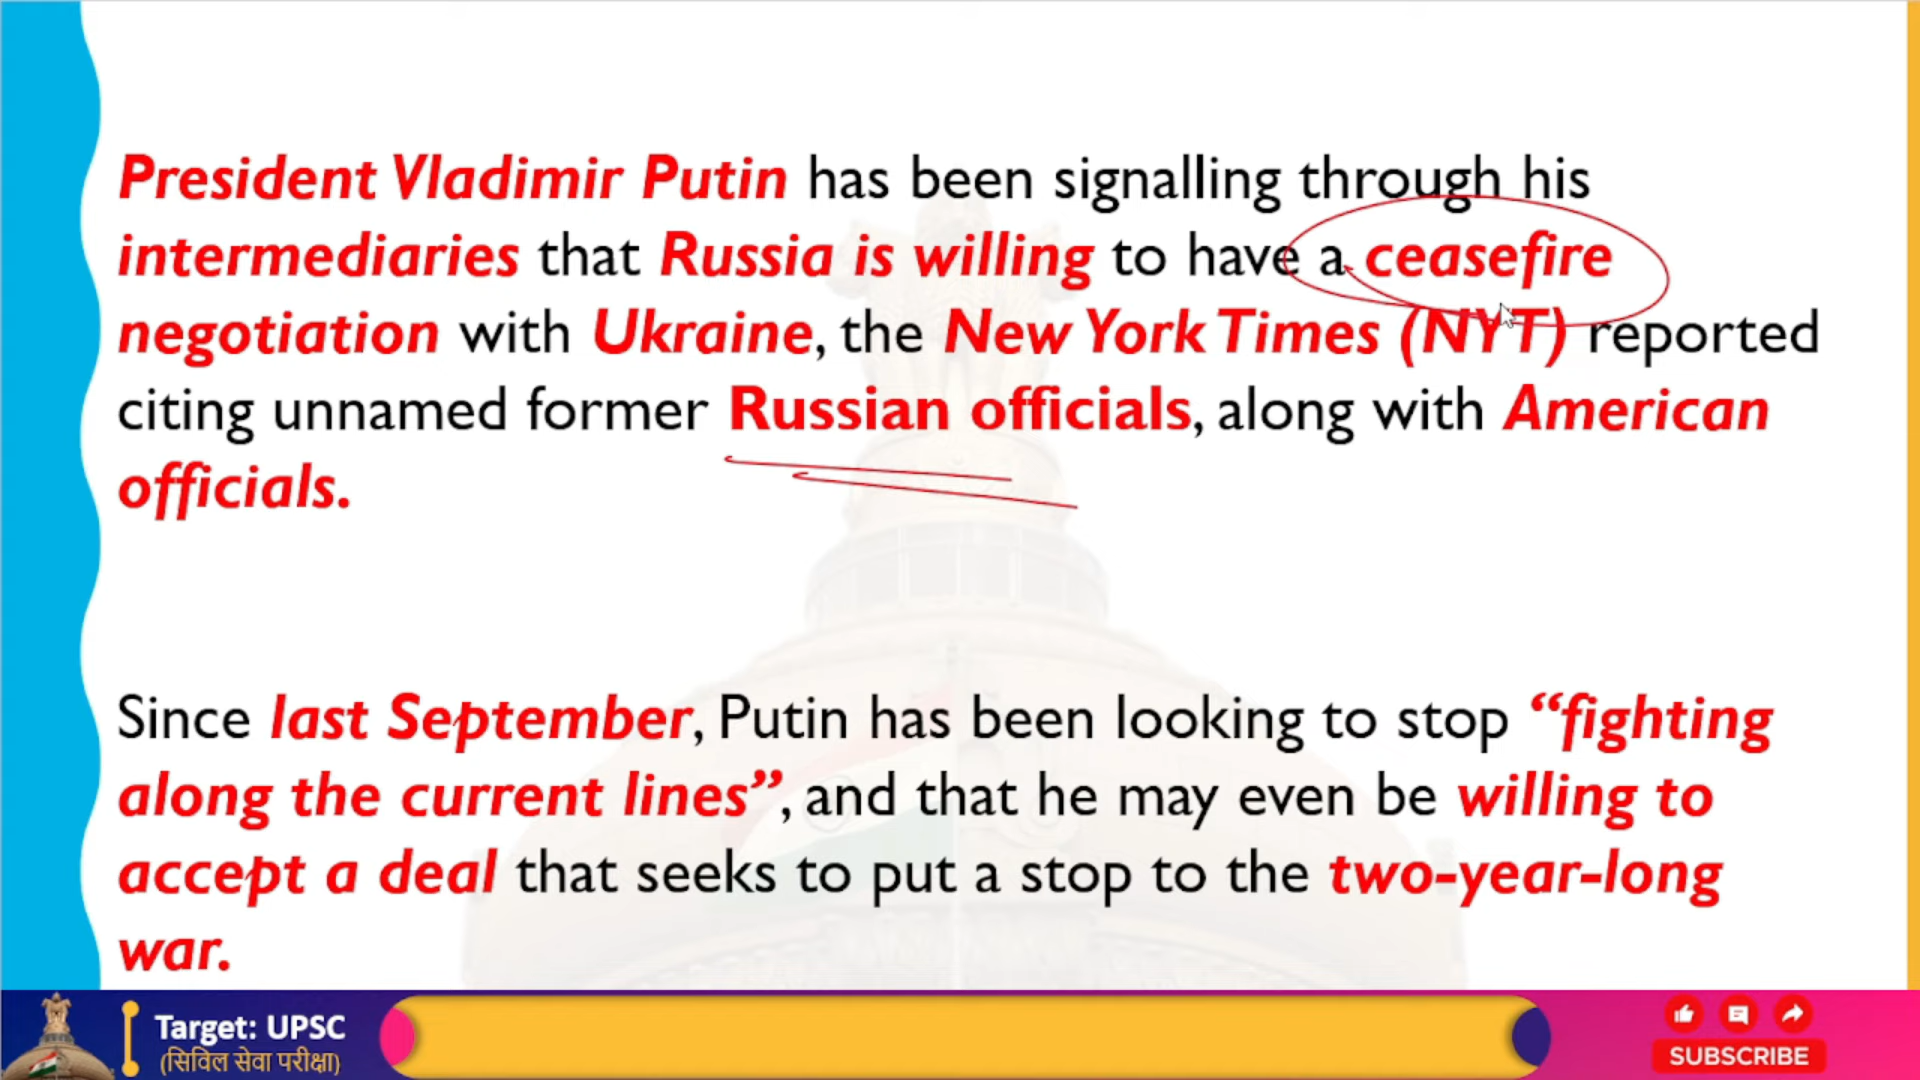 President Vladimir Putin has been signalling through his
intermediaries that Russia is willing to have a ceasefire
negotiation with Ukraine, the New York Times (NYT) reported
citing unnamed former Russian officials, along with American
officials.
Since last September, Putin has been looking to stop “fighting
along the current lines”, and that he may even be willing to
accept a deal that seeks to put a stop to the two-year-long
war.
Target: UPSC
(सिविल सेवा परीक्षा)
SUBSCRIBE